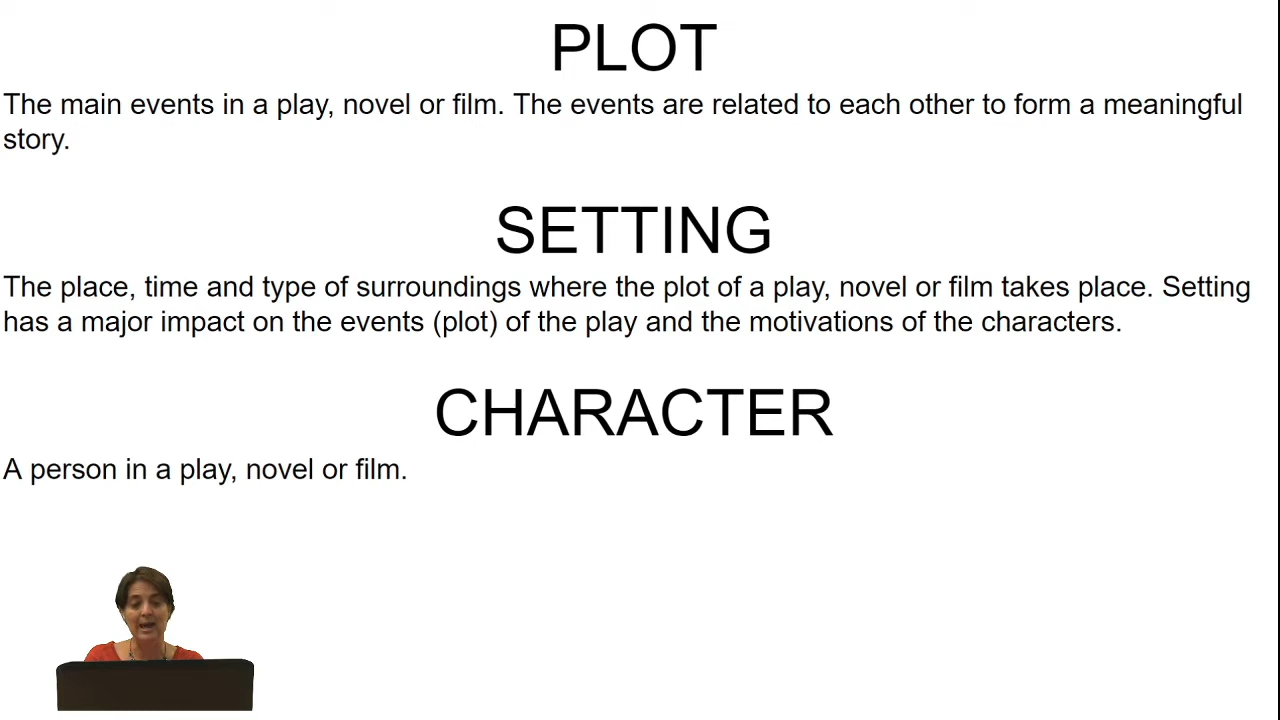 PLOT
The main events in a play, novel or film. The events are related to each other to form a meaningful
story.
SETTING
The place, time and type of surroundings where the plot of a play, novel or film takes place. Setting
has a major impact on the events (plot) of the play and the motivations of the characters.
CHARACTER
A person in a play, novel or film.